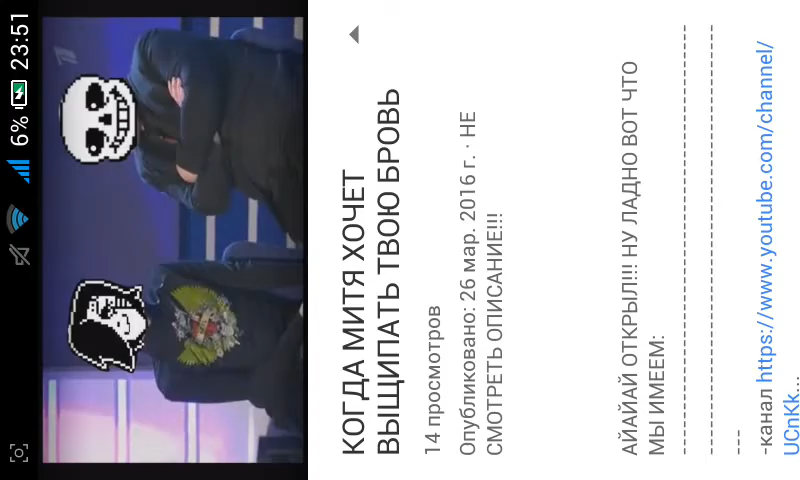 6% 23:51
КОГДА МИТЯ ХОЧЕТ
ВЫЩИПАТЬ ТВОЮ БРОВЬ
14 просмотров
Опубликовано: 26 мар. 2016 г. · НЕ
СМОТРЕТЬ ОПИСАНИЕ!!!
АЙАЙАЙ ОТКРЫЛ!!! НУ ЛАДНО ВОТ ЧТО
МЫ ИМЕЕМ:
-----------------------------------------------------
-----------------------------------------------------
---
-канал https://www.youtube.com/channel/
UCnKk...